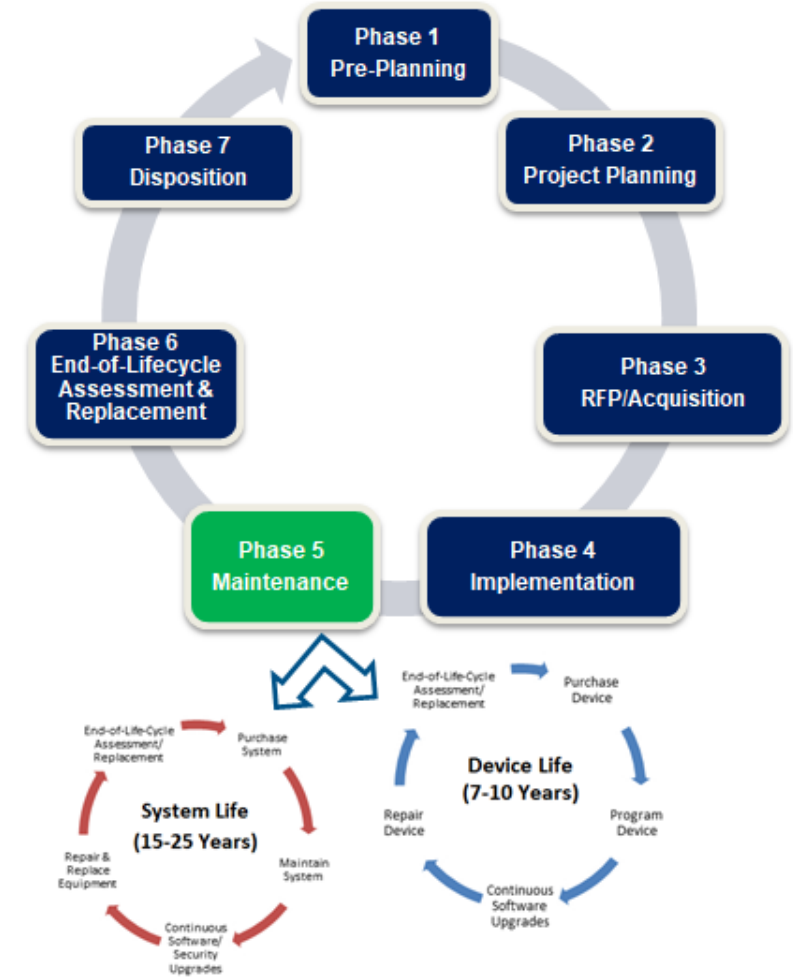 Phase 1
Pre-Planning
Phase 2
Project Planning
Phase 3
RFP/Acquisition
Phase 4
Implementation
Phase 5
Maintenance
Phase 6
End-of-Lifecycle
Assessment &
Replacement
Phase 7
Disposition
System Life
(15-25 Years)
Purchase
System
Maintain
System
Continuous
Software/
Security
Upgrades
Repair &
Replace
Equipment
End-of-Life-Cycle
Assessment/
Replacement
Device Life
(7-10 Years)
Purchase
Device
Program
Device
Continuous
Software
Upgrades
Repair
Device
End-of-Life-Cycle
Assessment/
Replacement